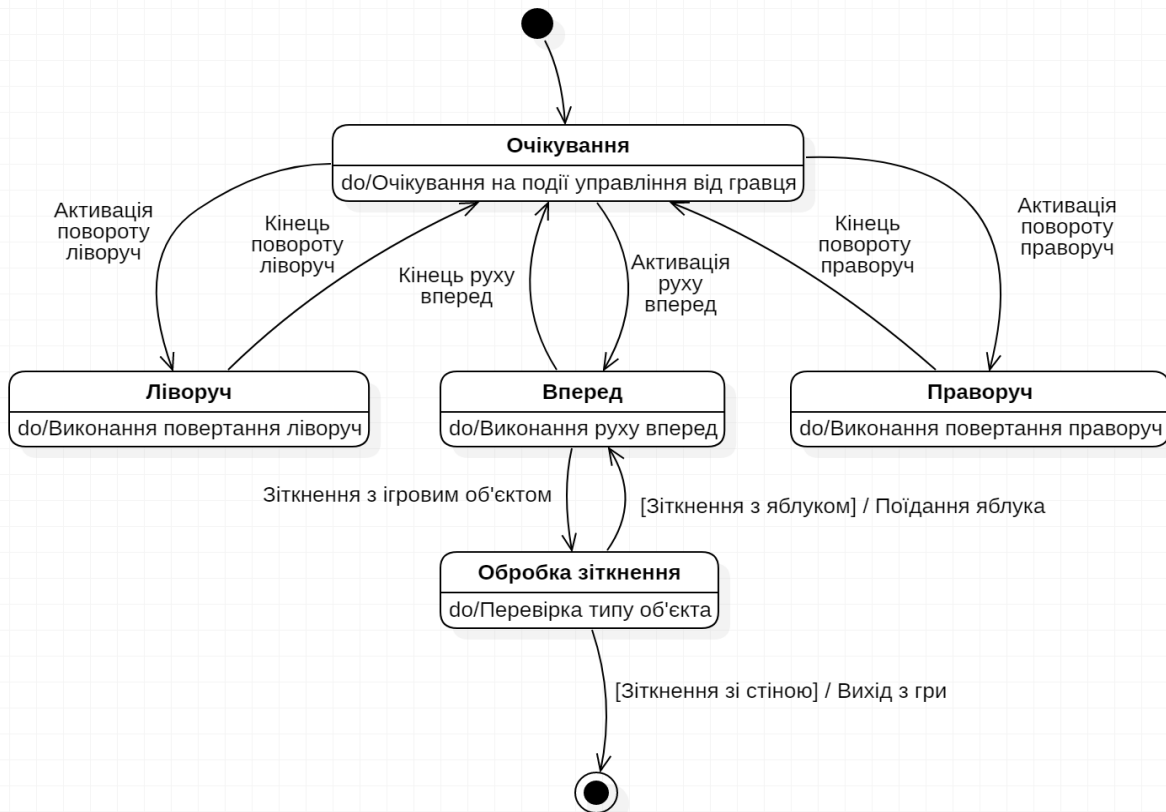 Очікування
do/Очікування на події управління від гравця
Активація
повороту
ліворуч
Кінець
повороту
ліворуч
Кінець руху
вперед
Активація
руху
вперед
Кінець
повороту
праворуч
Активація
повороту
праворуч
Ліворуч
do/Виконання повертання ліворуч
Вперед
do/Виконання руху вперед
Праворуч
do/Виконання повертання праворуч
Зіткнення з ігровим об'єктом
[Зіткнення з яблуком] / Поїдання яблука
Обробка зіткнення
do/Перевірка типу об'єкта
[Зіткнення зі стіною] / Вихід з гри